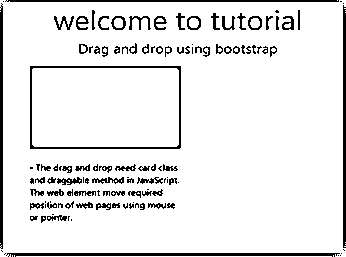 welcome to tutorial
Drag and drop using bootstrap
- The drag and drop need card class
and draggable method in JavaScript.
The web element move required
position of web pages using mouse
or pointer.